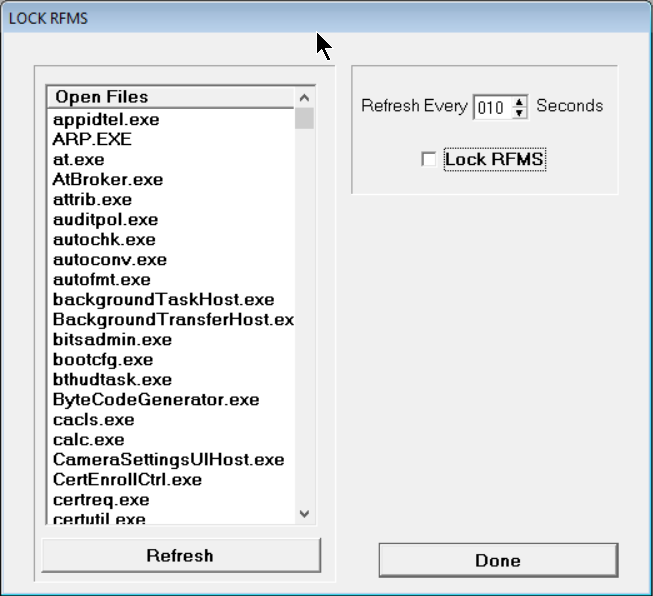 LOCK RFMS
Open Files
appidtel.exe
ARP.EXE
at.exe
AtBroker.exe
attrib.exe
auditpol.exe
autochk.exe
autoconv.exe
autofmt.exe
backgroundTaskHost.exe
BackgroundTransferHost.ex
bitsadmin.exe
bootcfg.exe
bthudtask.exe
ByteCodeGenerator.exe
cacls.exe
calc.exe
CameraSettingsUIHost.exe
CertEnrollCtrl.exe
certreq.exe
certutil.exe
Refresh
Refresh Every 010 Seconds
Lock RFMS
Done